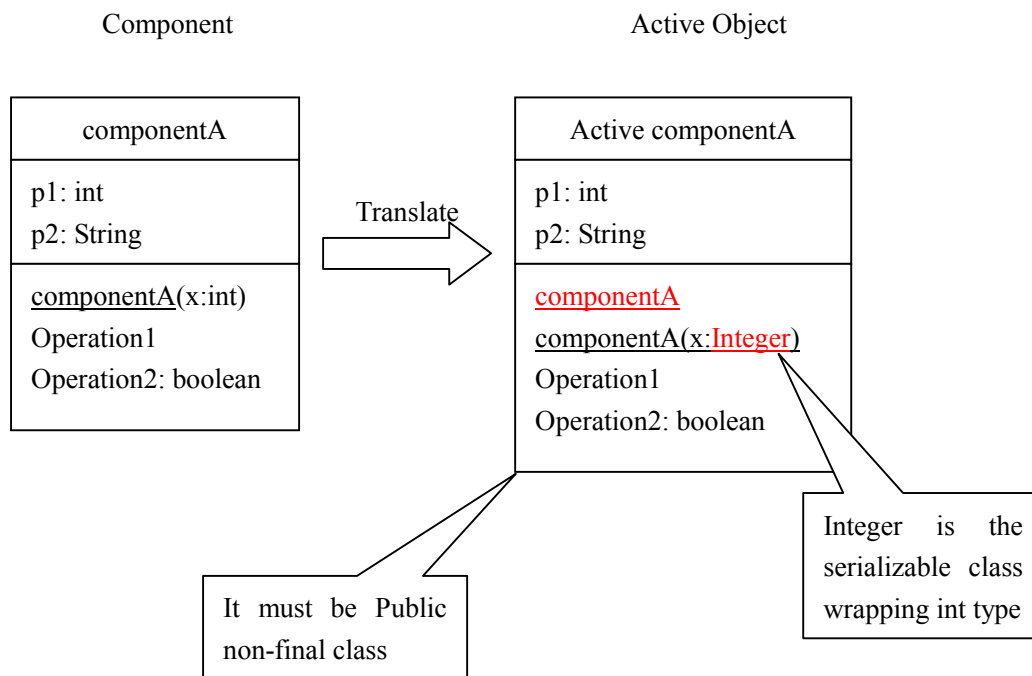 Component
Active Object
componentA
p1: int
p2: String
componentA(x:int)
Operation1
Operation2: boolean
Translate
Active componentA
p1: int
p2: String
componentA
componentA(x:Integer)
Operation1
Operation2: boolean
It must be Public
non-final class
Integer is the
serializable class
wrapping int type